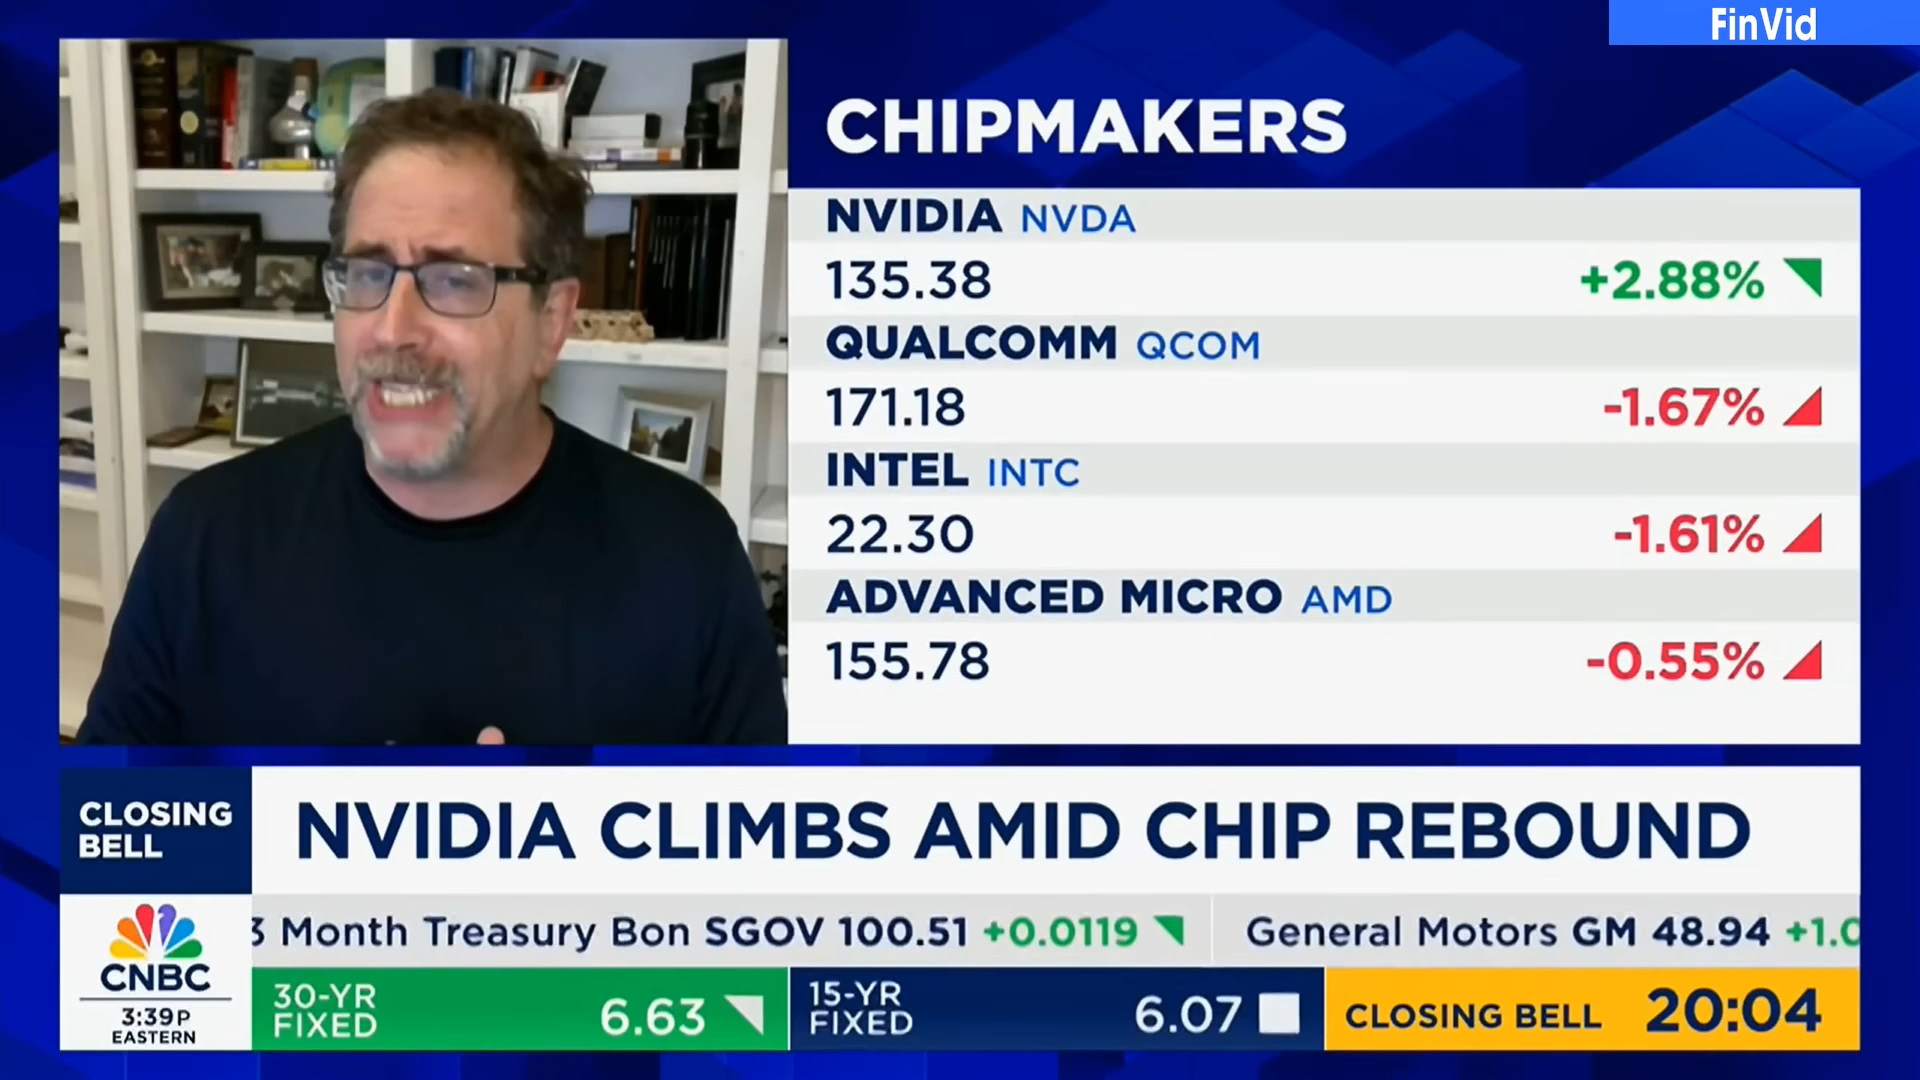 FinVid
CHIPMAKERS
NVIDIA NVDA
135.38 +2.88%
QUALCOMM QCOM
171.18 -1.67%
INTEL INTC
22.30 -1.61%
ADVANCED MICRO AMD
155.78 -0.55%
CLOSING
BELL
NVIDIA CLIMBS AMID CHIP REBOUND
3 Month Treasury Bon SGOV 100.51 +0.0119 General Motors GM 48.94 +1.0
CNBC
3:39P
EASTERN
30-YR
FIXED
6.63
15-YR
FIXED
6.07
CLOSING BELL 20:04